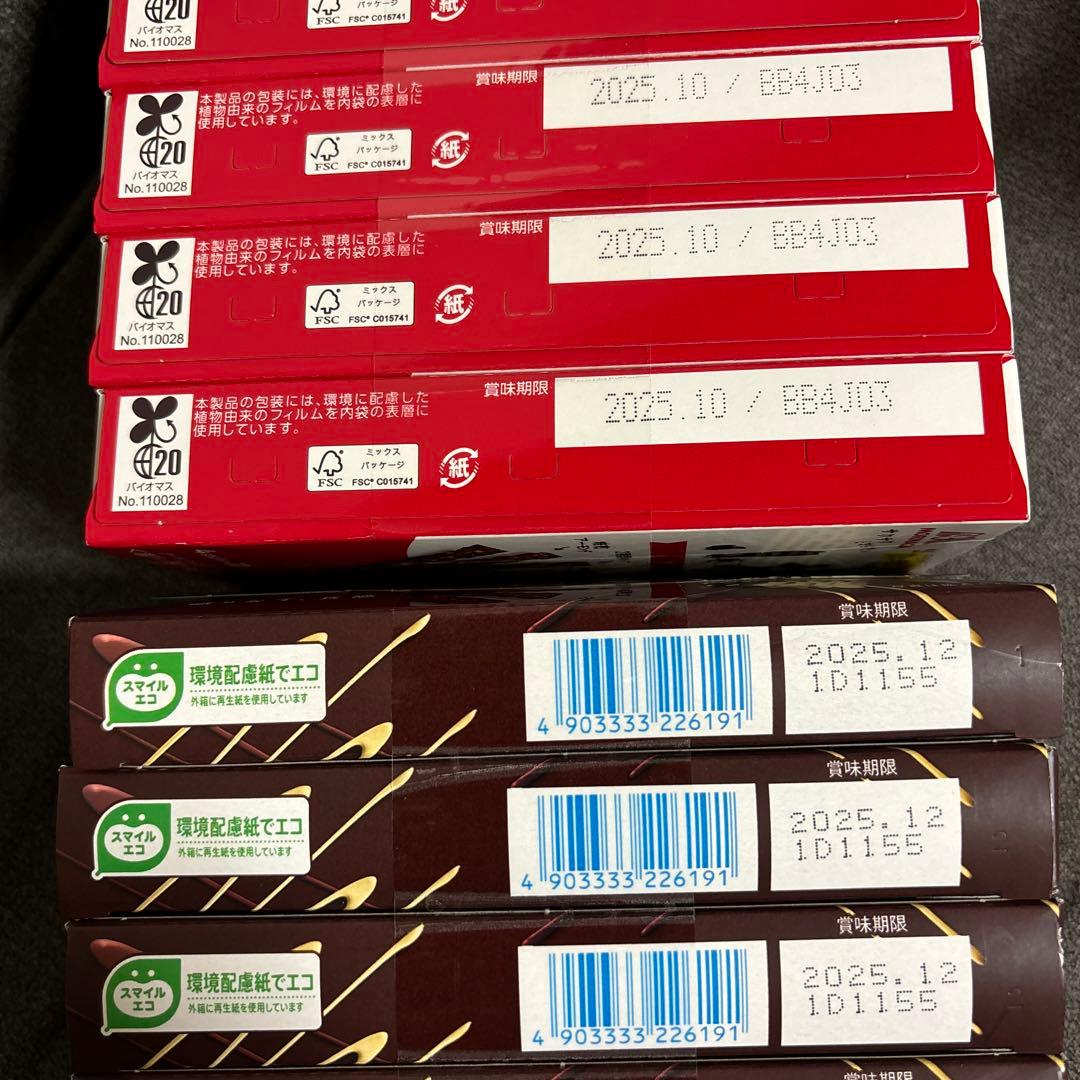 20
バイオマス
No.110028
FSC
FSC® C015741
紙
賞味期限
2025.10 / BB4J03
本製品の包装には、環境に配慮した
植物由来のフィルムを内袋の表層に
使用しています。
20
バイオマス
No.110028
FSC
ミックス
パッケージ
FSC® C015741
紙
賞味期限
2025.10 / BB4J03
本製品の包装には、環境に配慮した
植物由来のフィルムを内袋の表層に
使用しています。
20
バイオマス
No.110028
FSC
ミックス
パッケージ
FSC® C015741
紙
賞味期限
2025.10 / BB4J03
本製品の包装には、環境に配慮した
植物由来のフィルムを内袋の表層に
使用しています。
20
バイオマス
No.110028
FSC
ミックス
パッケージ
FSC® C015741
紙
賞味期限
2025.12
1D1155
スマイル
エコ
環境配慮紙でエコ
外箱に再生紙を使用しています
4 903333 226191
賞味期限
2025.12
1D1155
スマイル
エコ
環境配慮紙でエコ
外箱に再生紙を使用しています
4 903333 226191
賞味期限
2025.12
1D1155
スマイル
エコ
環境配慮紙でエコ
外箱に再生紙を使用しています
4 903333 226191
賞味期限